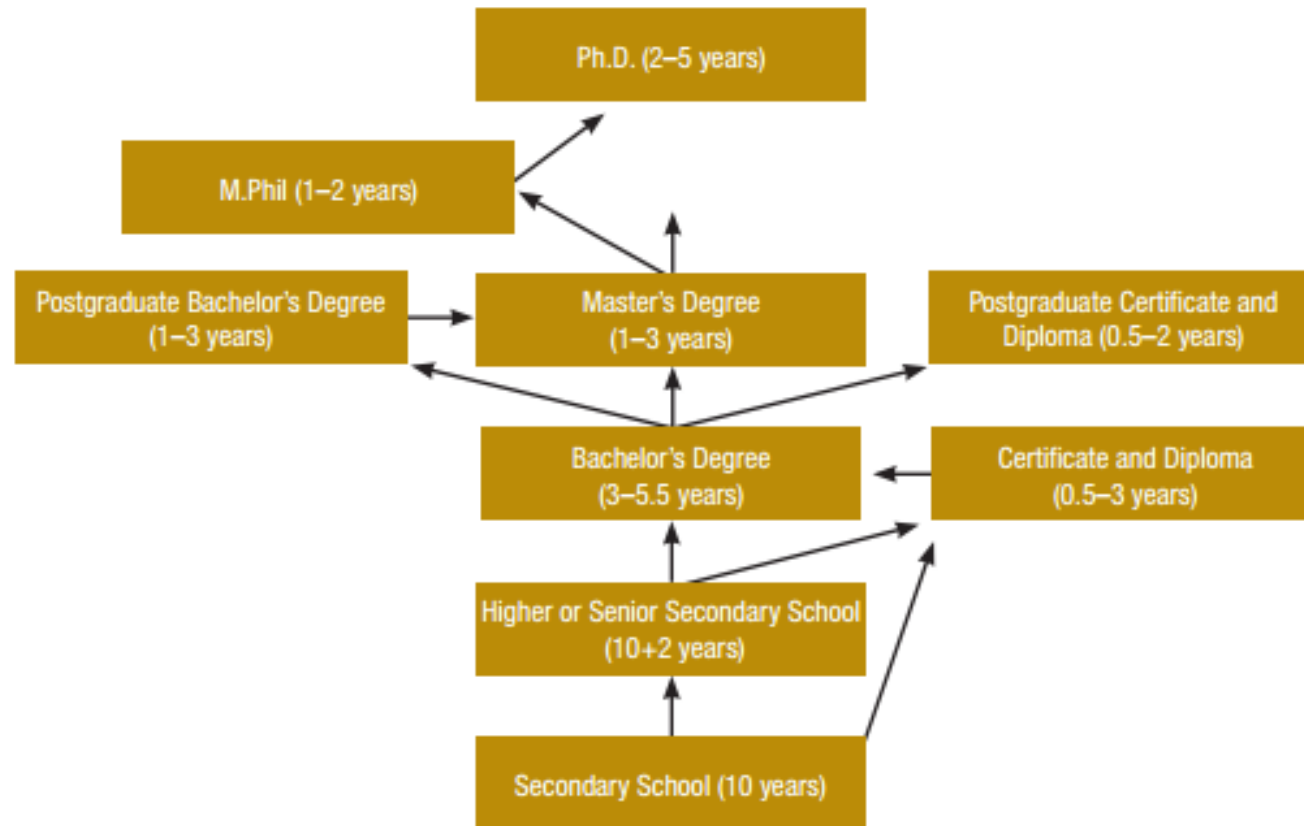 Ph.D. (2–5 years)
M.Phil (1–2 years)
Postgraduate Bachelor's Degree
(1–3 years)
Master's Degree
(1–3 years)
Postgraduate Certificate and
Diploma (0.5–2 years)
Bachelor's Degree
(3–5.5 years)
Certificate and Diploma
(0.5–3 years)
Higher or Senior Secondary School
(10+2 years)
Secondary School (10 years)